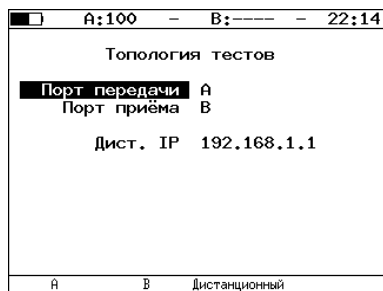 A:100 – B:---- – 22:14
Топология тестов
Порт передачи A
Порт приёма B
Дист. IP 192.168.1.1
A B Дистанционный